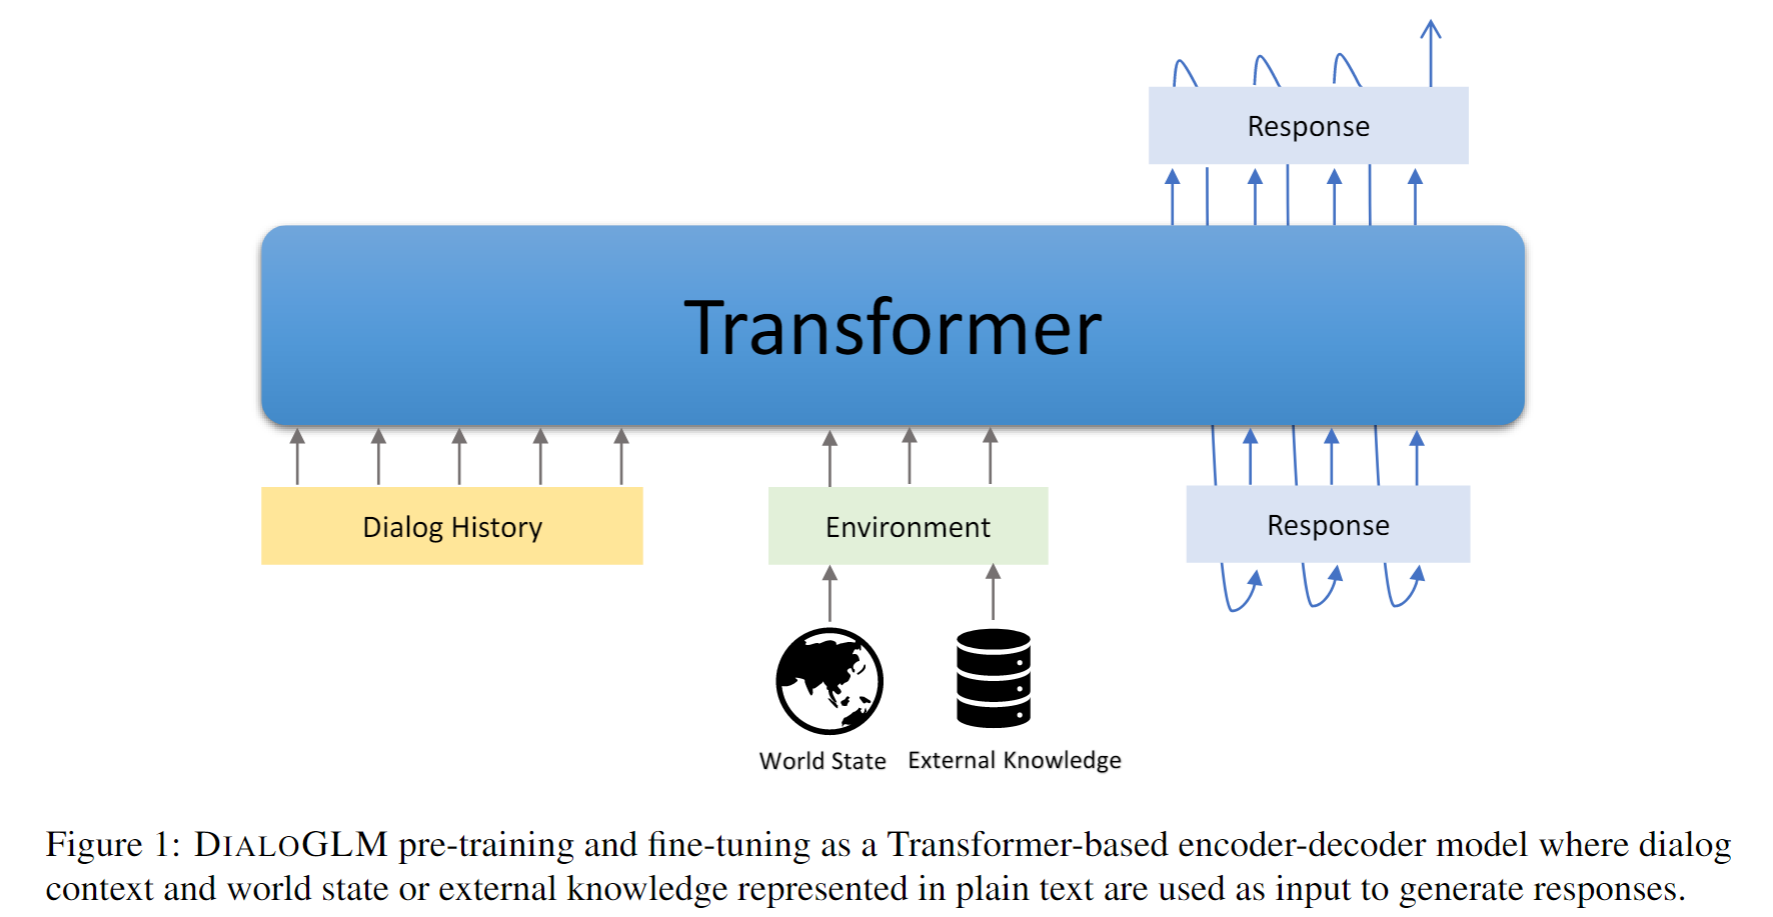 Response
Transformer
Dialog History
Environment
Response
World State
External Knowledge
Figure 1: DIALOGLM pre-training and fine-tuning as a Transformer-based encoder-decoder model where dialog
context and world state or external knowledge represented in plain text are used as input to generate responses.